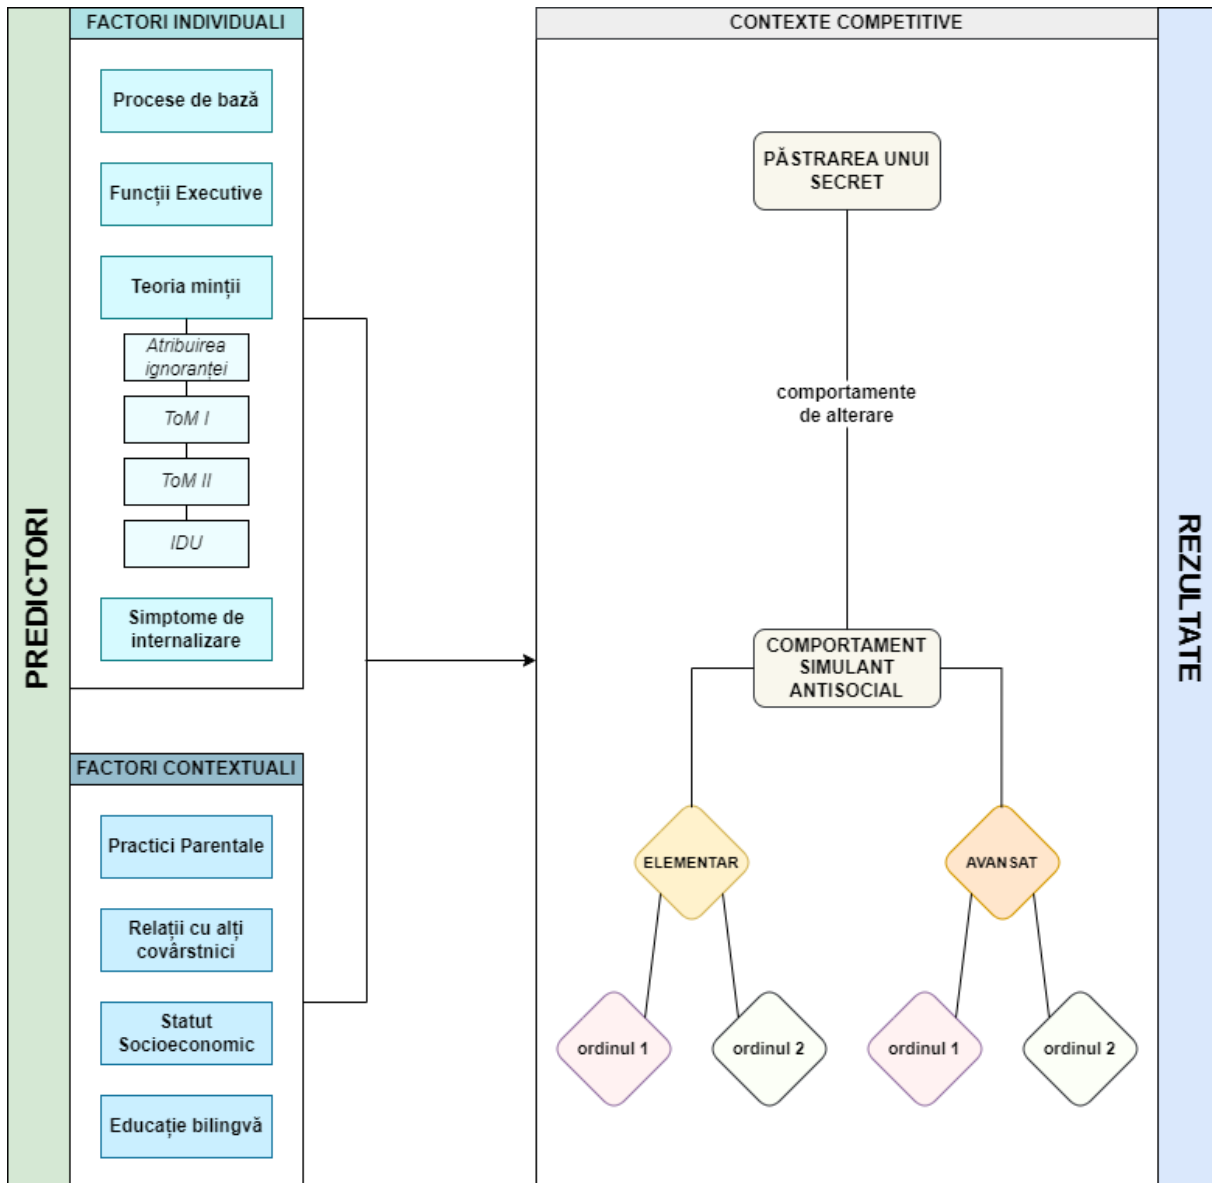 PREDICTORI
FACTORI INDIVIDUALI
Procese de bază
Funcții Executive
Teoria minții
Atribuirea
ignoranței
ToM I
ToM II
IDU
Simptome de
internalizare
FACTORI CONTEXTUALI
Practici Parentale
Relații cu alți
covârstnici
Statut
Socioeconomic
Educație bilingvă
CONTEXTE COMPETITIVE
PĂSTRAREA UNUI
SECRET
comportamente
de alterare
COMPORTAMENT
SIMULANT
ANTISOCIAL
ELEMENTAR
AVANSAT
ordinul 1
ordinul 2
ordinul 1
ordinul 2
REZULTATE